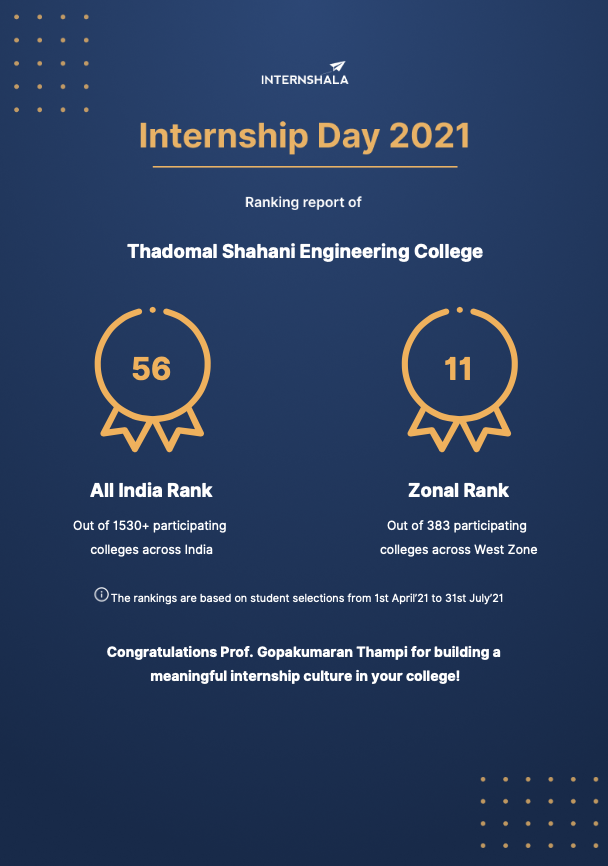 INTERNSHALA
Internship Day 2021
Ranking report of
Thadomal Shahani Engineering College
56
11
All India Rank
Zonal Rank
Out of 1530+ participating
colleges across India
Out of 383 participating
colleges across West Zone
The rankings are based on student selections from 1st April'21 to 31st July'21
Congratulations Prof. Gopakumaran Thampi for building a
meaningful internship culture in your college!